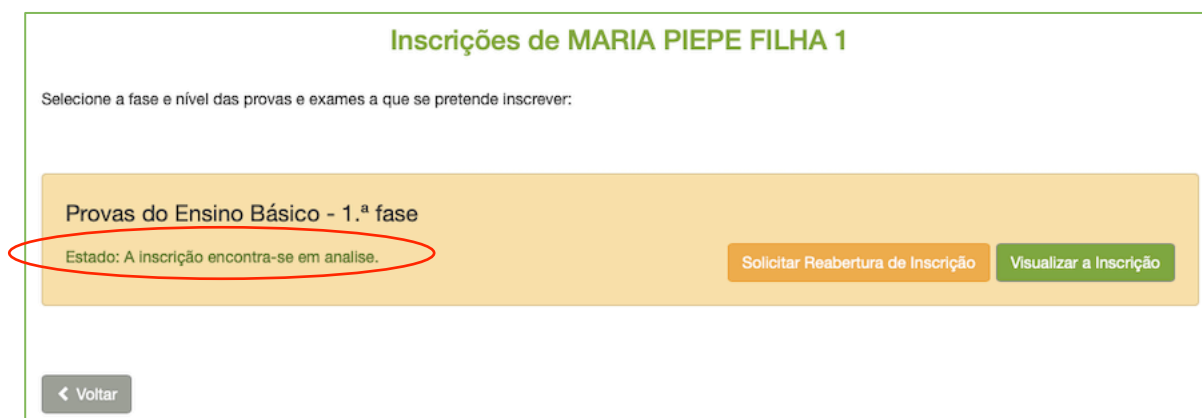 Inscrições de MARIA PIEPE FILHA 1
Selecione a fase e nível das provas e exames a que se pretende inscrever:
Provas do Ensino Básico - 1.ª fase
Estado: A inscrição encontra-se em analise.
Solicitar Reabertura de Inscrição
Visualizar a Inscrição
Voltar